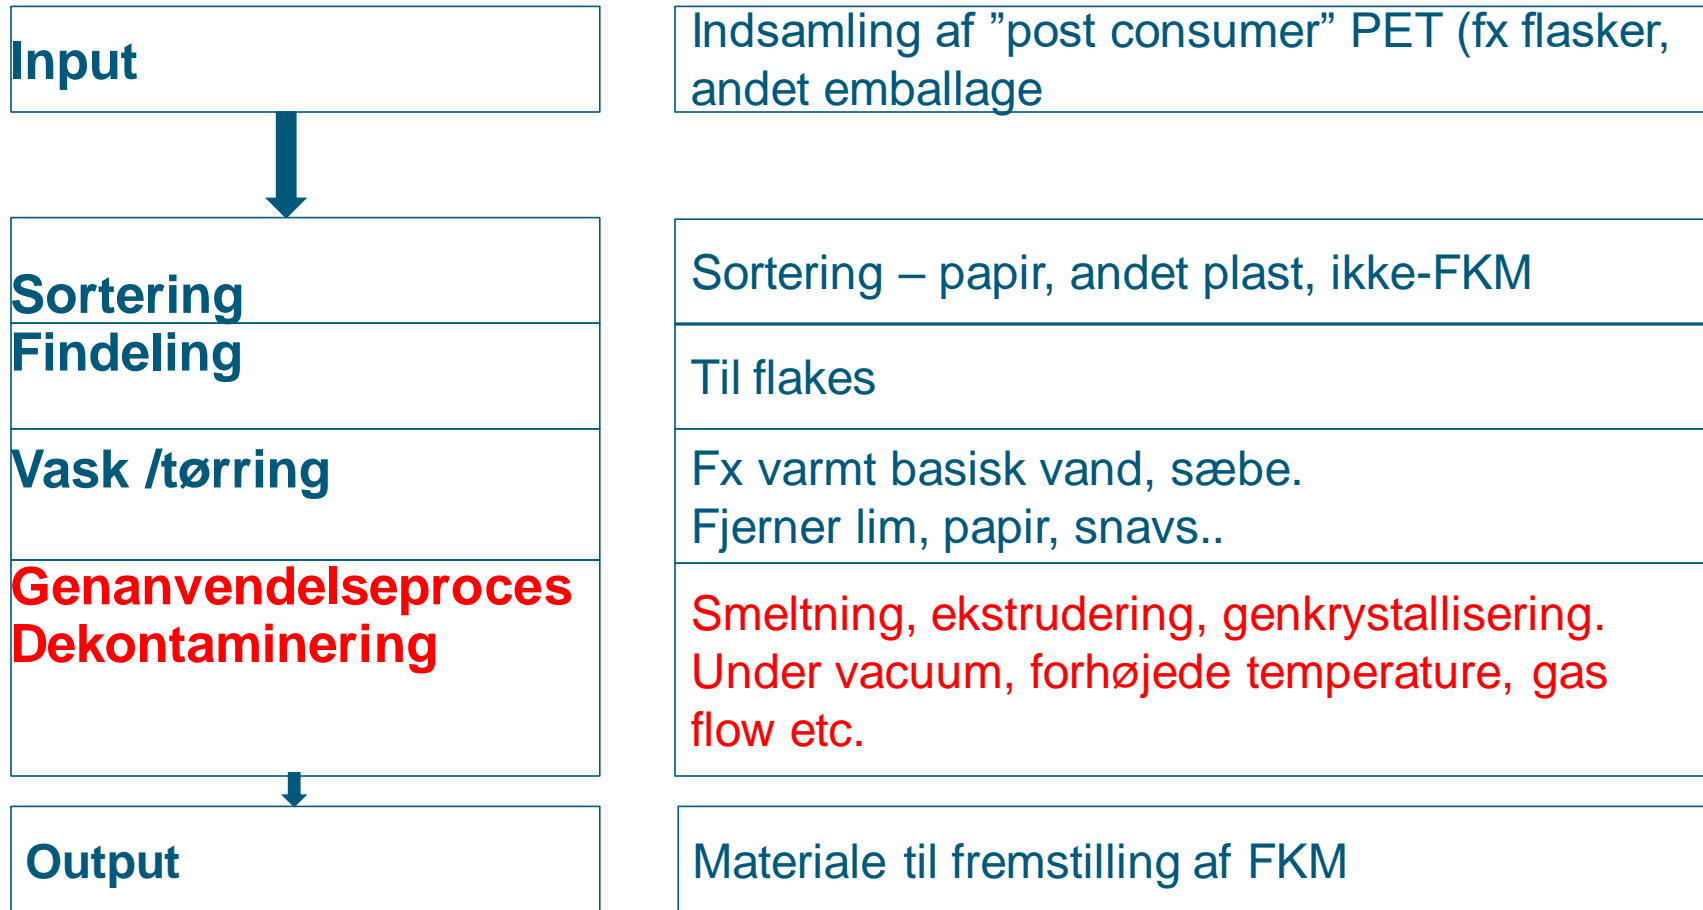 Input
Indsamling af ”post consumer” PET (fx flasker,
andet emballage
Sortering
Sortering – papir, andet plast, ikke-FKM
Findeling
Til flakes
Vask /tørring
Fx varmt basisk vand, sæbe.
Fjerner lim, papir, snavs..
Genanvendelseproces
Dekontaminering
Smeltning, ekstrudering, genkrystallisering.
Under vacuum, forhøjede temperature, gas
flow etc.
Output
Materiale til fremstilling af FKM